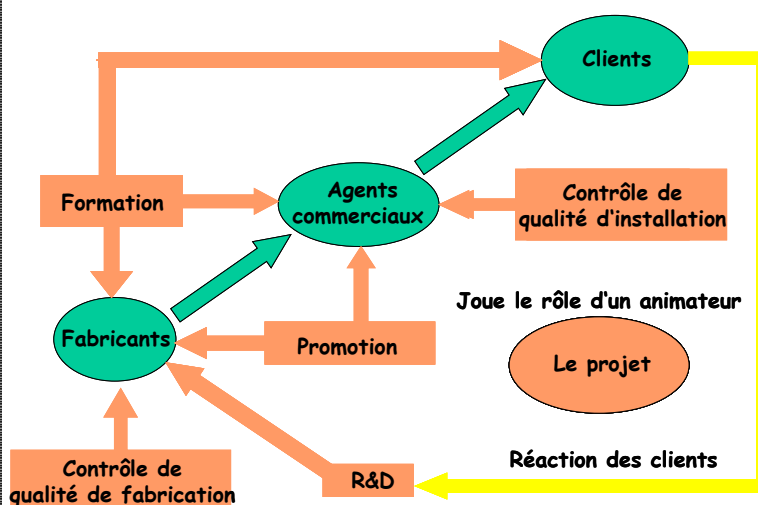 Clients
Formation
Agents
commerciaux
Contrôle de
qualité d'installation
Joue le rôle d'un animateur
Fabricants
Promotion
Le projet
Contrôle de
qualité de fabrication
R&D
Réaction des clients